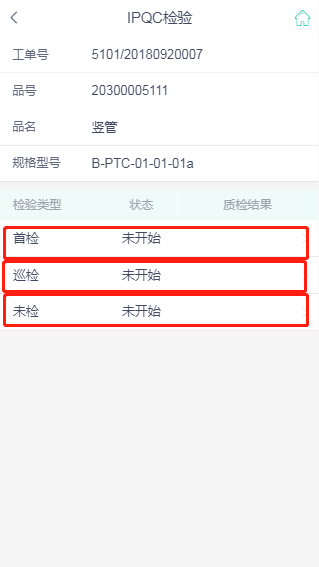 IPQC检验
工单号 5101/20180920007
品号 20300005111
品名 竖管
规格型号 B-PTC-01-01-01a
检验类型 状态 质检结果
首检 未开始
巡检 未开始
未检 未开始